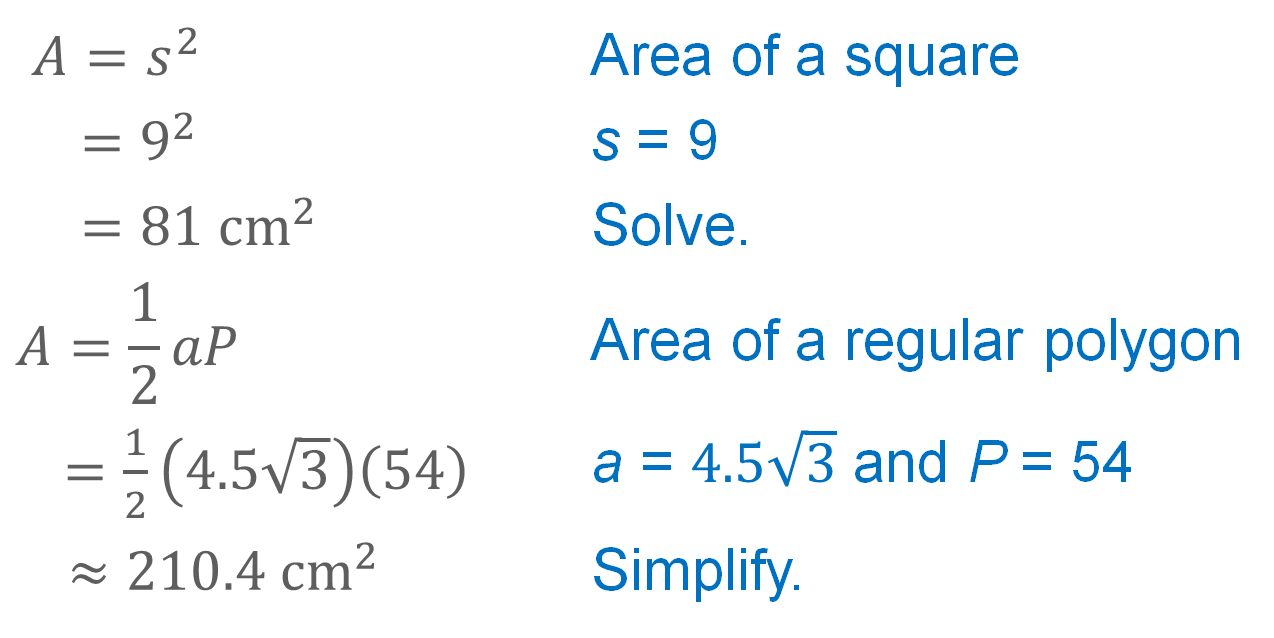 A = s² Area of a square
= 9² s = 9
= 81 cm² Solve.
A = 1/2 aP Area of a regular polygon
= 1/2 (4.5√3)(54) a = 4.5√3 and P = 54
≈ 210.4 cm² Simplify.